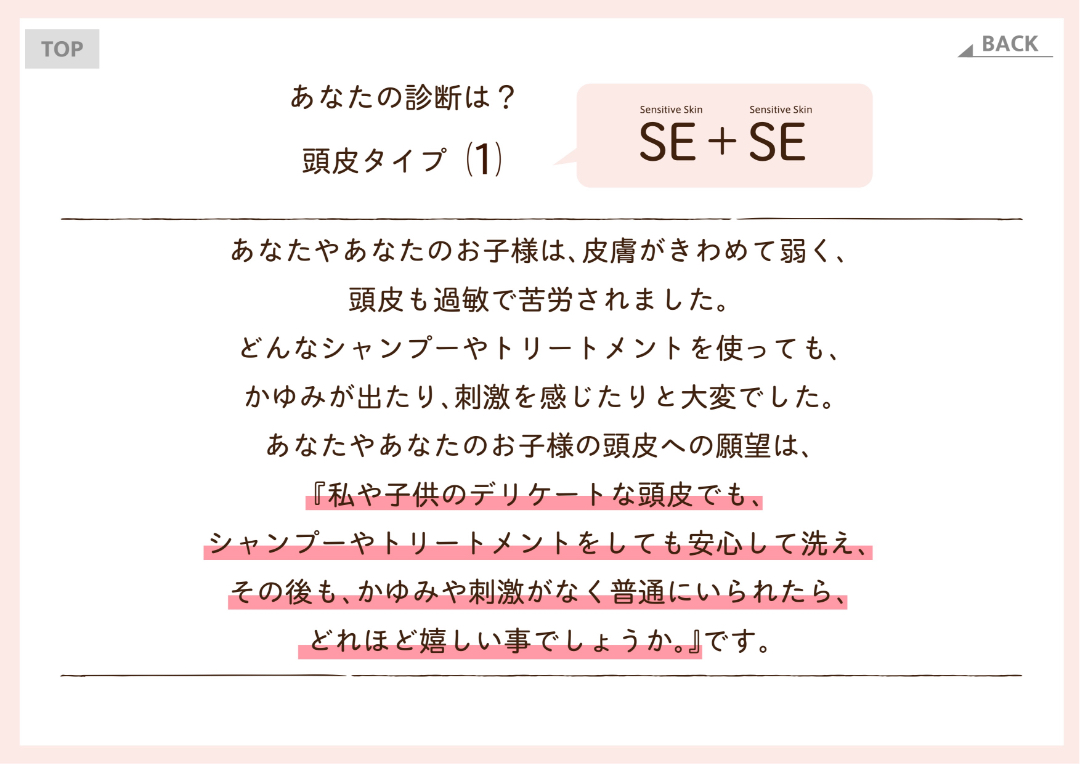 TOP
BACK
あなたの診断は?
頭皮タイプ (1)
Sensitive Skin Sensitive Skin
SE+SE
あなたやあなたのお子様は、皮膚がきわめて弱く、
頭皮も過敏で苦労されました。
どんなシャンプーやトリートメントを使っても、
かゆみが出たり、刺激を感じたりと大変でした。
あなたやあなたのお子様の頭皮への願望は、
『私や子供のデリケートな頭皮でも、
シャンプーやトリートメントをしても安心して洗え、
その後も、かゆみや刺激がなく普通にいられたら、
どれほど嬉しい事でしょうか。』です。